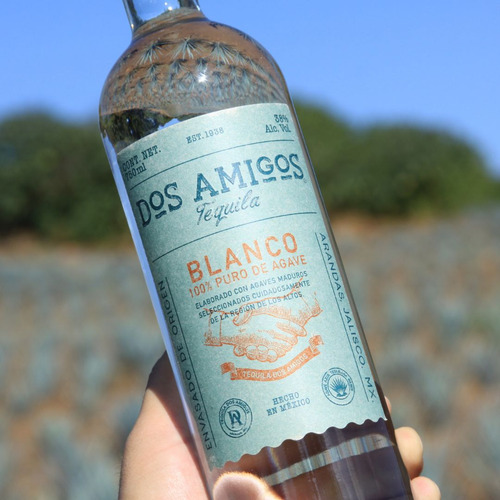 CONT. NET.
750ml
EST. 1938
38%
Alc. Vol.
DOS AMIGOS
Tequila
BLANCO
100% PURO DE AGAVE
ELABORADO CON AGAVES MADUROS
SELECCIONADOS CUIDADOSAMENTE
DE LA REGIÓN DE LOS ALTOS.
TEQUILA DOS AMIGOS
HECHO
EN MÉXICO
ENVASADO DE ORIGEN
ARANDAS, JALISCO, MX